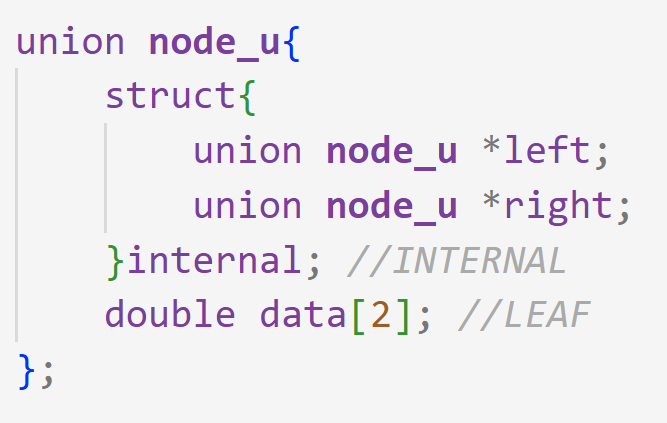 union node_u{
    struct{
        union node_u *left;
        union node_u *right;
    }internal; //INTERNAL
    double data[2]; //LEAF
};